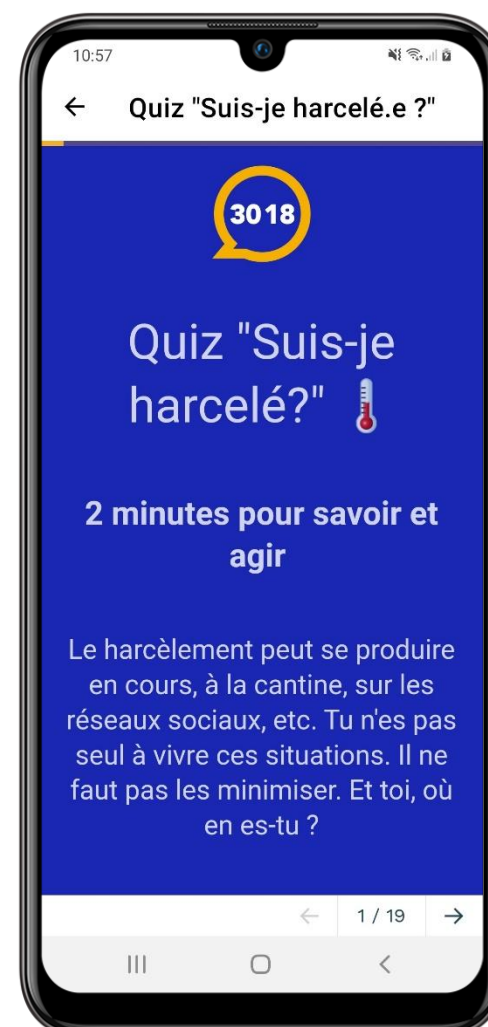 10:57
← Quiz "Suis-je harcelé.e ?"
3018
Quiz "Suis-je
harcelé?" 🌡️
2 minutes pour savoir et
agir
Le harcèlement peut se produire
en cours, à la cantine, sur les
réseaux sociaux, etc. Tu n'es pas
seul à vivre ces situations. Il ne
faut pas les minimiser. Et toi, où
en es-tu ?
← 1 / 19 →